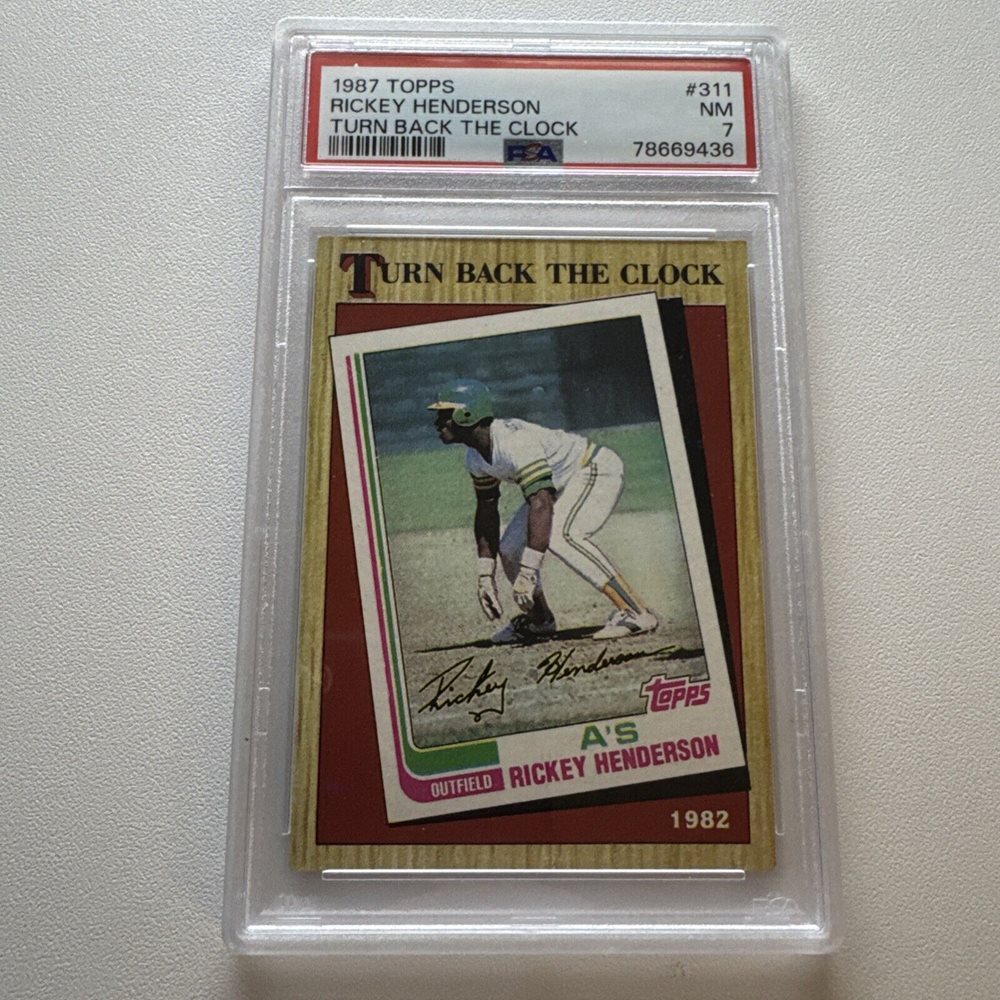 1987 TOPPS #311
RICKEY HENDERSON NM
TURN BACK THE CLOCK 7
PSA 78669436
TURN BACK THE CLOCK
Rickey Henderson
TOPPS
A'S
OUTFIELD RICKEY HENDERSON
1982